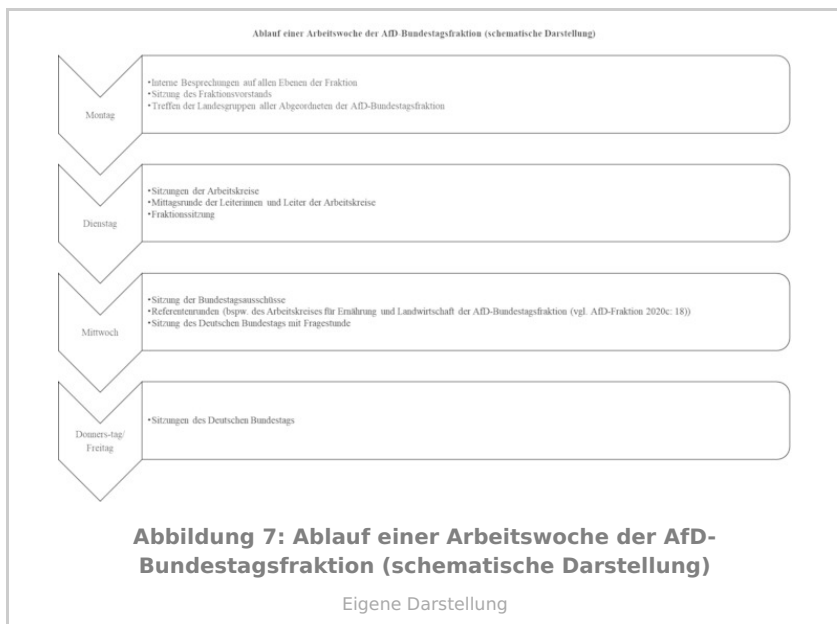 Ablauf einer Arbeitswoche der AfD-Bundestagsfraktion (schematische Darstellung)
Montag
•Interne Besprechungen auf allen Ebenen der Fraktion
•Sitzung des Fraktionsvorstands
•Treffen der Landesgruppen aller Abgeordneten der AfD-Bundestagsfraktion
Dienstag
•Sitzungen der Arbeitskreise
•Mittagsrunde der Leiterinnen und Leiter der Arbeitskreise
•Fraktionssitzung
Mittwoch
•Sitzung der Bundestagsausschüsse
•Referentenrunden (bspw. des Arbeitskreises für Ernährung und Landwirtschaft der AfD-Bundestagsfraktion (vgl. AfD-Fraktion 2020c: 18))
•Sitzung des Deutschen Bundestags mit Fragestunde
Donners-tag/
Freitag
•Sitzungen des Deutschen Bundestags
Abbildung 7: Ablauf einer Arbeitswoche der AfD-
Bundestagsfraktion (schematische Darstellung)
Eigene Darstellung